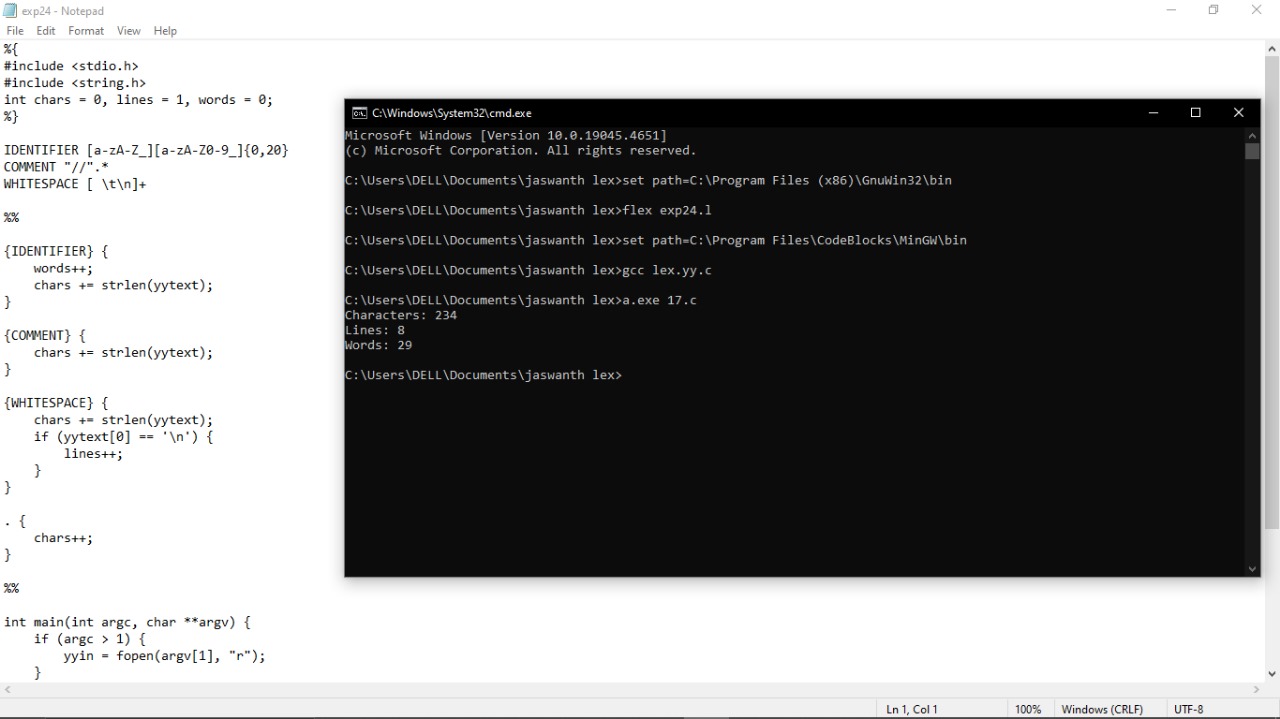 exp24 - Notepad
File Edit Format View Help
%{
#include <stdio.h>
#include <string.h>
int chars = 0, lines = 1, words = 0;
%}

IDENTIFIER [a-zA-Z_][a-zA-Z0-9_]{0,20}
COMMENT "//".*
WHITESPACE [ \t\n]+

%%

{IDENTIFIER} {
    words++;
    chars += strlen(yytext);
}

{COMMENT} {
    chars += strlen(yytext);
}

{WHITESPACE} {
    chars += strlen(yytext);
    if (yytext[0] == '\n') {
        lines++;
    }
}

. {
    chars++;
}

%%

int main(int argc, char **argv) {
    if (argc > 1) {
        yyin = fopen(argv[1], "r");
    }
C:\Windows\System32\cmd.exe
Microsoft Windows [Version 10.0.19045.4651]
(c) Microsoft Corporation. All rights reserved.

C:\Users\DELL\Documents\jaswanth lex>set path=C:\Program Files (x86)\GnuWin32\bin

C:\Users\DELL\Documents\jaswanth lex>flex exp24.l

C:\Users\DELL\Documents\jaswanth lex>set path=C:\Program Files\CodeBlocks\MinGW\bin

C:\Users\DELL\Documents\jaswanth lex>gcc lex.yy.c

C:\Users\DELL\Documents\jaswanth lex>a.exe 17.c
Characters: 234
Lines: 8
Words: 29

C:\Users\DELL\Documents\jaswanth lex>
Ln 1, Col 1 100% Windows (CRLF) UTF-8